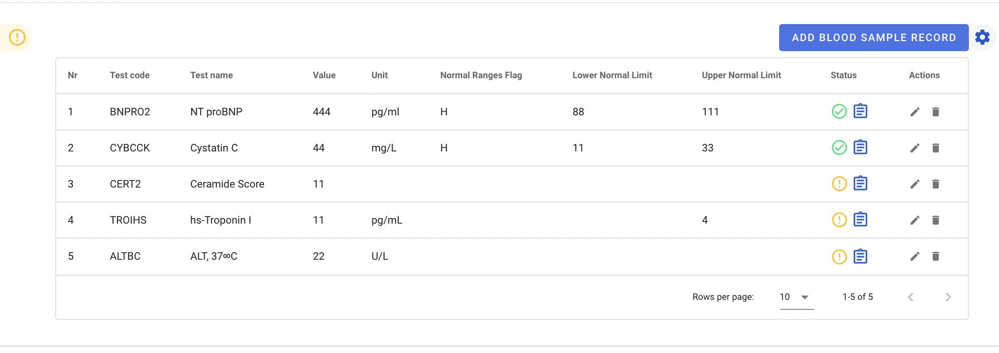 ADD BLOOD SAMPLE RECORD
Nr Test code Test name Value Unit Normal Ranges Flag Lower Normal Limit Upper Normal Limit Status Actions
1 BNPRO2 NT proBNP 444 pg/ml H 88 111
2 CYBCCK Cystatin C 44 mg/L H 11 33
3 CERT2 Ceramide Score 11
4 TROIHS hs-Troponin I 11 pg/mL 4
5 ALTBC ALT, 37∞C 22 U/L
Rows per page: 10 1-5 of 5